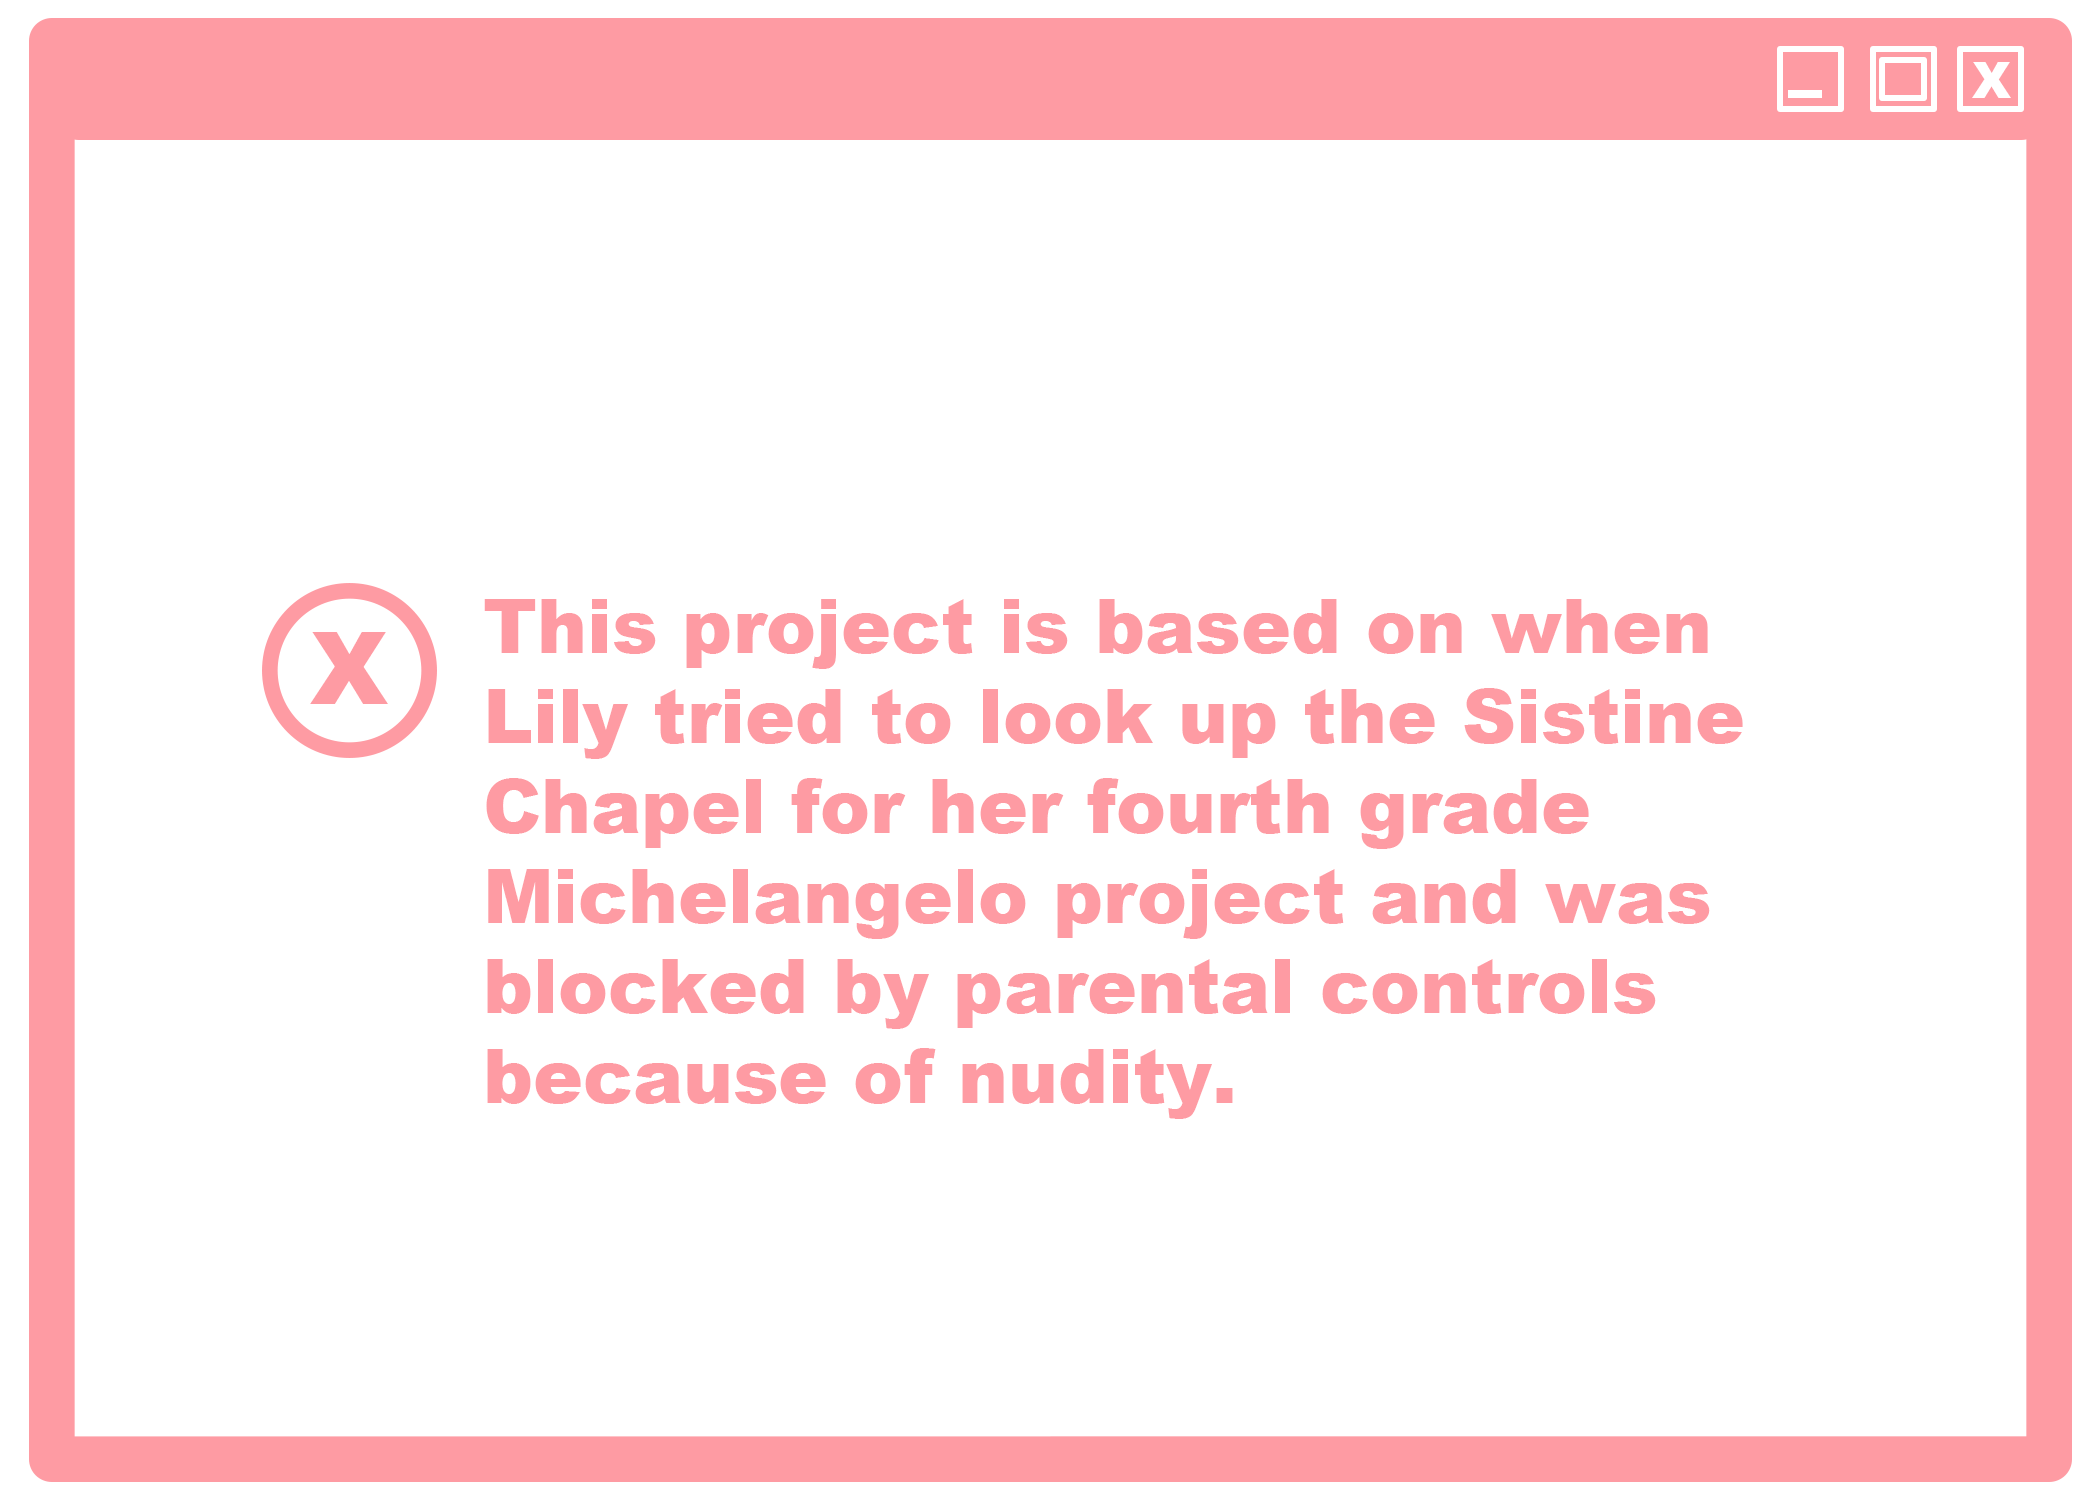 X
X
This project is based on when
Lily tried to look up the Sistine
Chapel for her fourth grade
Michelangelo project and was
blocked by parental controls
because of nudity.